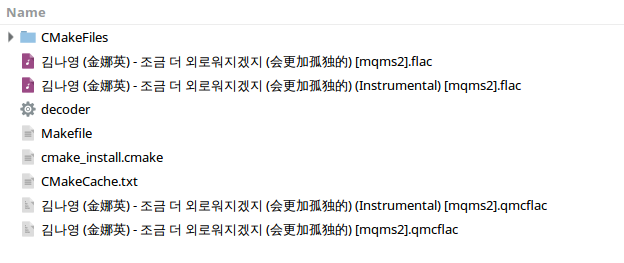 Name
CMakeFiles
김나영 (金娜英) - 조금 더 외로워지겠지 (会更加孤独的) [mqms2].flac
김나영 (金娜英) - 조금 더 외로워지겠지 (会更加孤独的) (Instrumental) [mqms2].flac
decoder
Makefile
cmake_install.cmake
CMakeCache.txt
김나영 (金娜英) - 조금 더 외로워지겠지 (会更加孤独的) (Instrumental) [mqms2].qmcflac
김나영 (金娜英) - 조금 더 외로워지겠지 (会更加孤独的) [mqms2].qmcflac